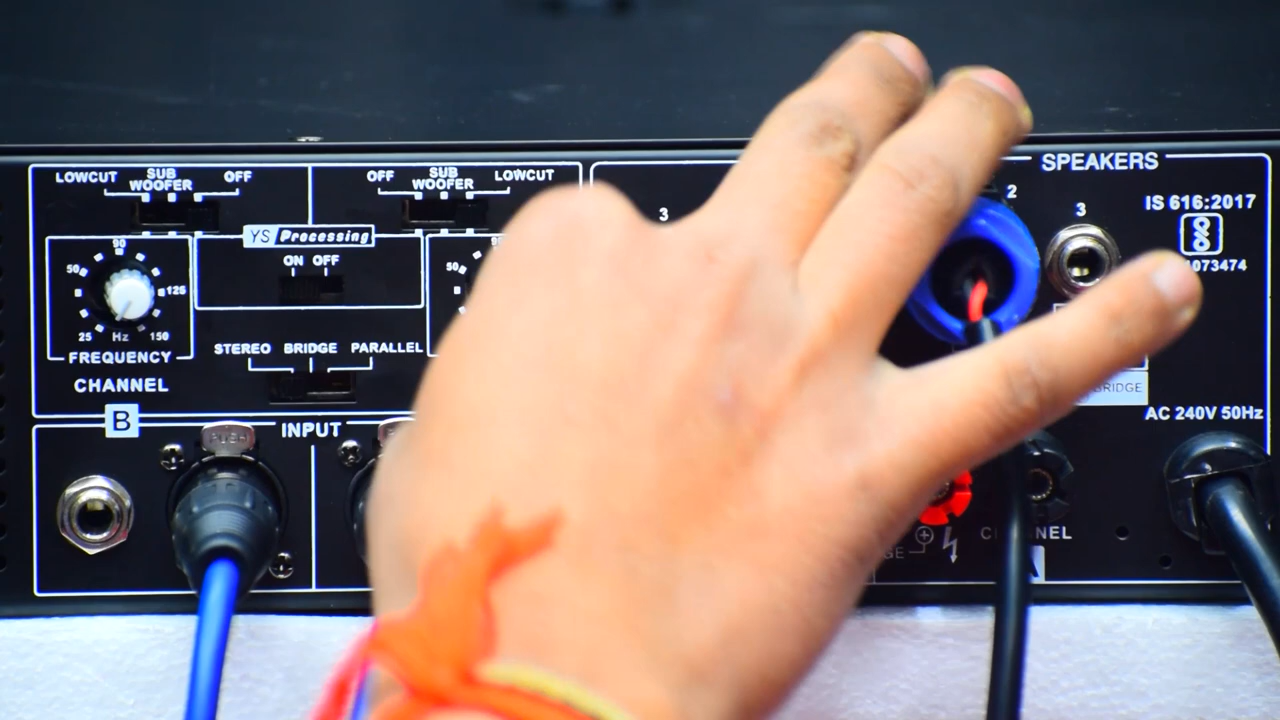 LOWCUT SUB WOOFER OFF
OFF SUB WOOFER LOWCUT
SPEAKERS
3
2
3
IS 616:2017
YS Processing
90
50
125
25 Hz 150
ON OFF
50
FREQUENCY
STEREO BRIDGE PARALLEL
CHANNEL
B
BRIDGE
AC 240V 50Hz
INPUT
PUSH